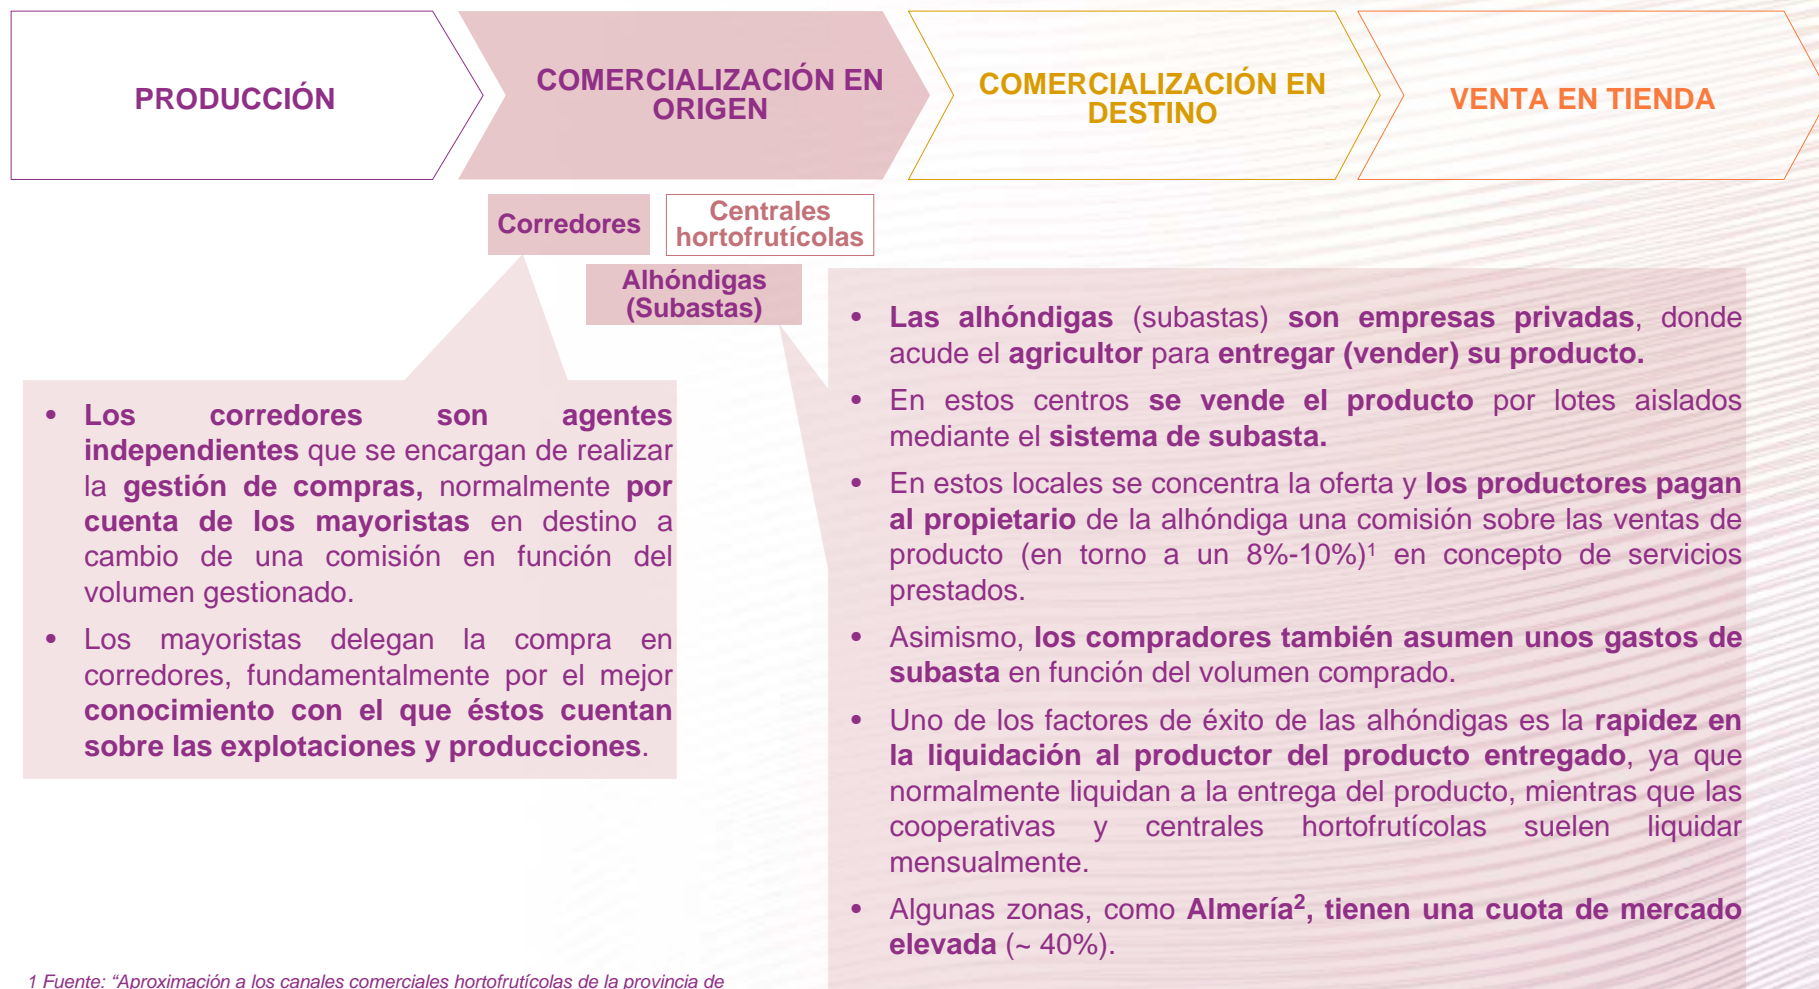 PRODUCCIÓN
COMERCIALIZACIÓN EN
ORIGEN
COMERCIALIZACIÓN EN
DESTINO
VENTA EN TIENDA
Corredores
Centrales
hortofrutícolas
Alhóndigas
(Subastas)
• Los corredores son agentes
independientes que se encargan de realizar
la gestión de compras, normalmente por
cuenta de los mayoristas en destino a
cambio de una comisión en función del
volumen gestionado.
• Los mayoristas delegan la compra en
corredores, fundamentalmente por el mejor
conocimiento con el que éstos cuentan
sobre las explotaciones y producciones.
• Las alhóndigas (subastas) son empresas privadas, donde
acude el agricultor para entregar (vender) su producto.
• En estos centros se vende el producto por lotes aislados
mediante el sistema de subasta.
• En estos locales se concentra la oferta y los productores pagan
al propietario de la alhóndiga una comisión sobre las ventas de
producto (en torno a un 8%-10%)¹ en concepto de servicios
prestados.
• Asimismo, los compradores también asumen unos gastos de
subasta en función del volumen comprado.
• Uno de los factores de éxito de las alhóndigas es la rapidez en
la liquidación al productor del producto entregado, ya que
normalmente liquidan a la entrega del producto, mientras que las
cooperativas y centrales hortofrutícolas suelen liquidar
mensualmente.
• Algunas zonas, como Almería², tienen una cuota de mercado
elevada (~ 40%).
1 Fuente: “Aproximación a los canales comerciales hortofrutícolas de la provincia de